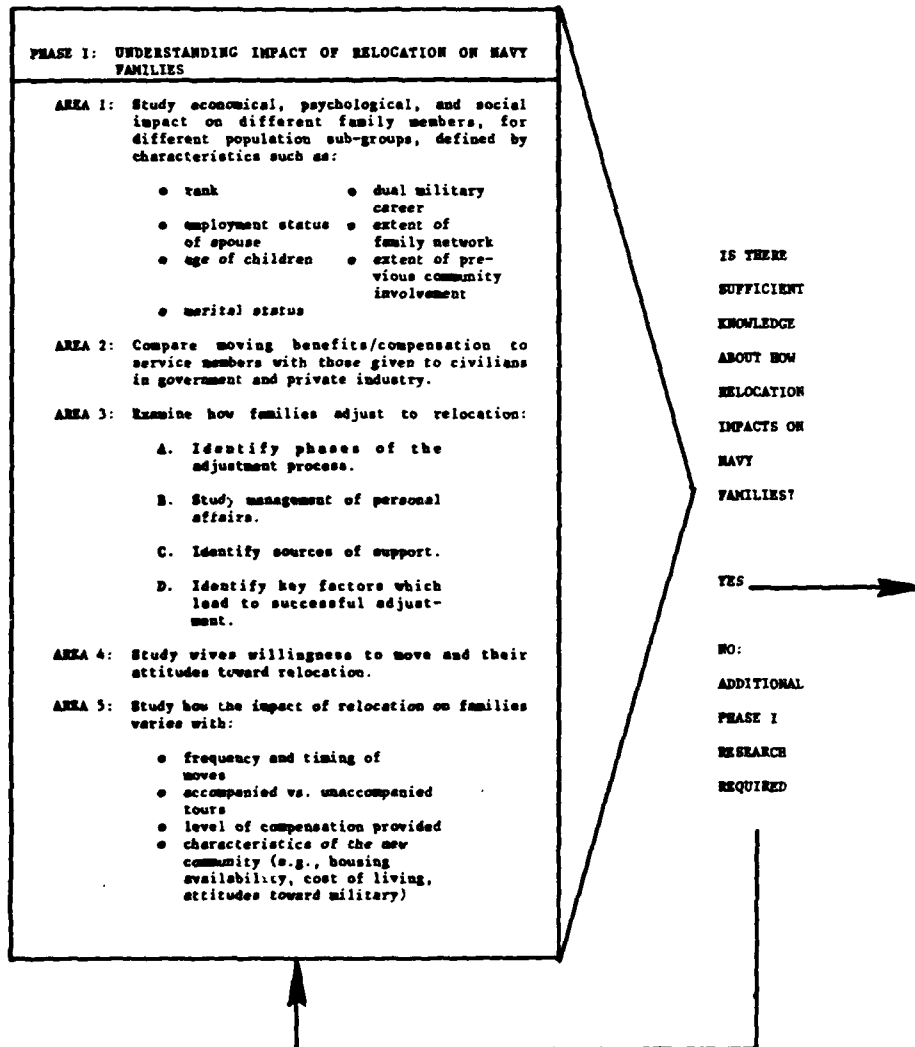 PHASE I: UNDERSTANDING IMPACT OF RELOCATION ON NAVY
FAMILIES
AREA 1: Study economical, psychological, and social
impact on different family members, for
different population sub-groups, defined by
characteristics such as:
• rank
• employment status
of spouse
• age of children
• marital status
• dual military
career
• extent of
family network
• extent of pre-
vious community
involvement
AREA 2: Compare moving benefits/compensation to
service members with those given to civilians
in government and private industry.
AREA 3: Examine how families adjust to relocation:
A. Identify phases of the
adjustment process.
B. Study management of personal
affairs.
C. Identify sources of support.
D. Identify key factors which
lead to successful adjust-
ment.
AREA 4: Study wives willingness to move and their
attitudes toward relocation.
AREA 5: Study how the impact of relocation on families
varies with:
• frequency and timing of
moves
• accompanied vs. unaccompanied
tours
• level of compensation provided
• characteristics of the new
community (e.g., housing
availability, cost of living,
attitudes toward military)
IS THERE
SUFFICIENT
KNOWLEDGE
ABOUT HOW
RELOCATION
IMPACTS ON
NAVY
FAMILIES?
YES
NO:
ADDITIONAL
PHASE I
RESEARCH
REQUIRED